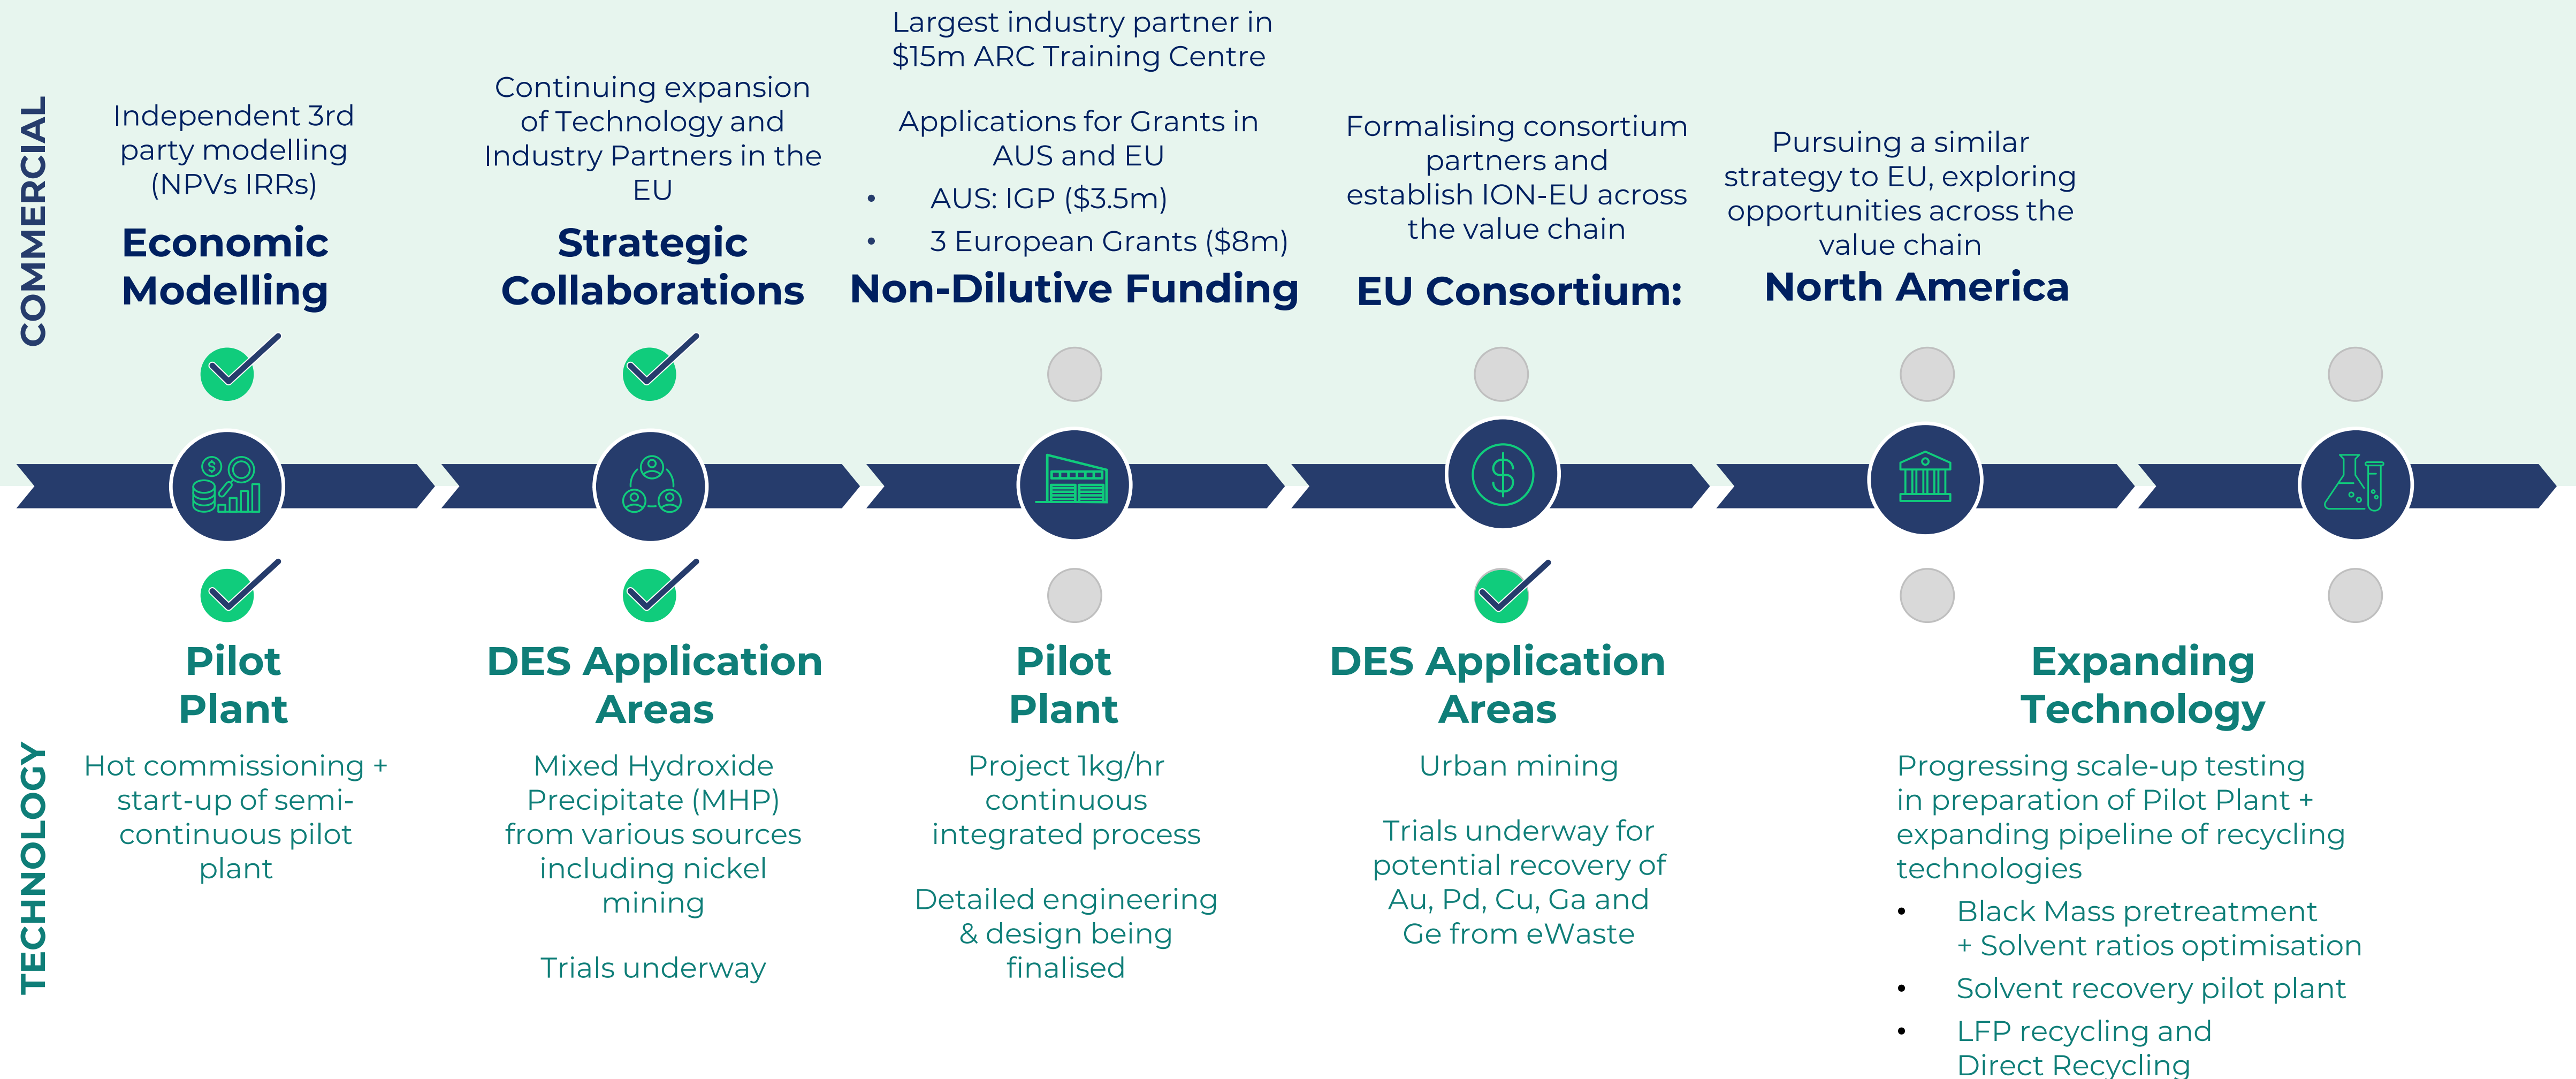 COMMERCIAL
Independent 3rd
party modelling
(NPVs IRRs)
Economic
Modelling
Continuing expansion
of Technology and
Industry Partners in the
EU
Strategic
Collaborations
Largest industry partner in
$15m ARC Training Centre
Applications for Grants in
AUS and EU
• AUS: IGP ($3.5m)
• 3 European Grants ($8m)
Non-Dilutive Funding
Formalising consortium
partners and
establish ION-EU across
the value chain
EU Consortium:
Pursuing a similar
strategy to EU, exploring
opportunities across the
value chain
North America
TECHNOLOGY
Pilot
Plant
Hot commissioning +
start-up of semi-
continuous pilot
plant
DES Application
Areas
Mixed Hydroxide
Precipitate (MHP)
from various sources
including nickel
mining
Trials underway
Pilot
Plant
Project 1kg/hr
continuous
integrated process
Detailed engineering
& design being
finalised
DES Application
Areas
Urban mining
Trials underway for
potential recovery of
Au, Pd, Cu, Ga and
Ge from eWaste
Expanding
Technology
Progressing scale-up testing
in preparation of Pilot Plant +
expanding pipeline of recycling
technologies
• Black Mass pretreatment
+ Solvent ratios optimisation
• Solvent recovery pilot plant
• LFP recycling and
Direct Recycling